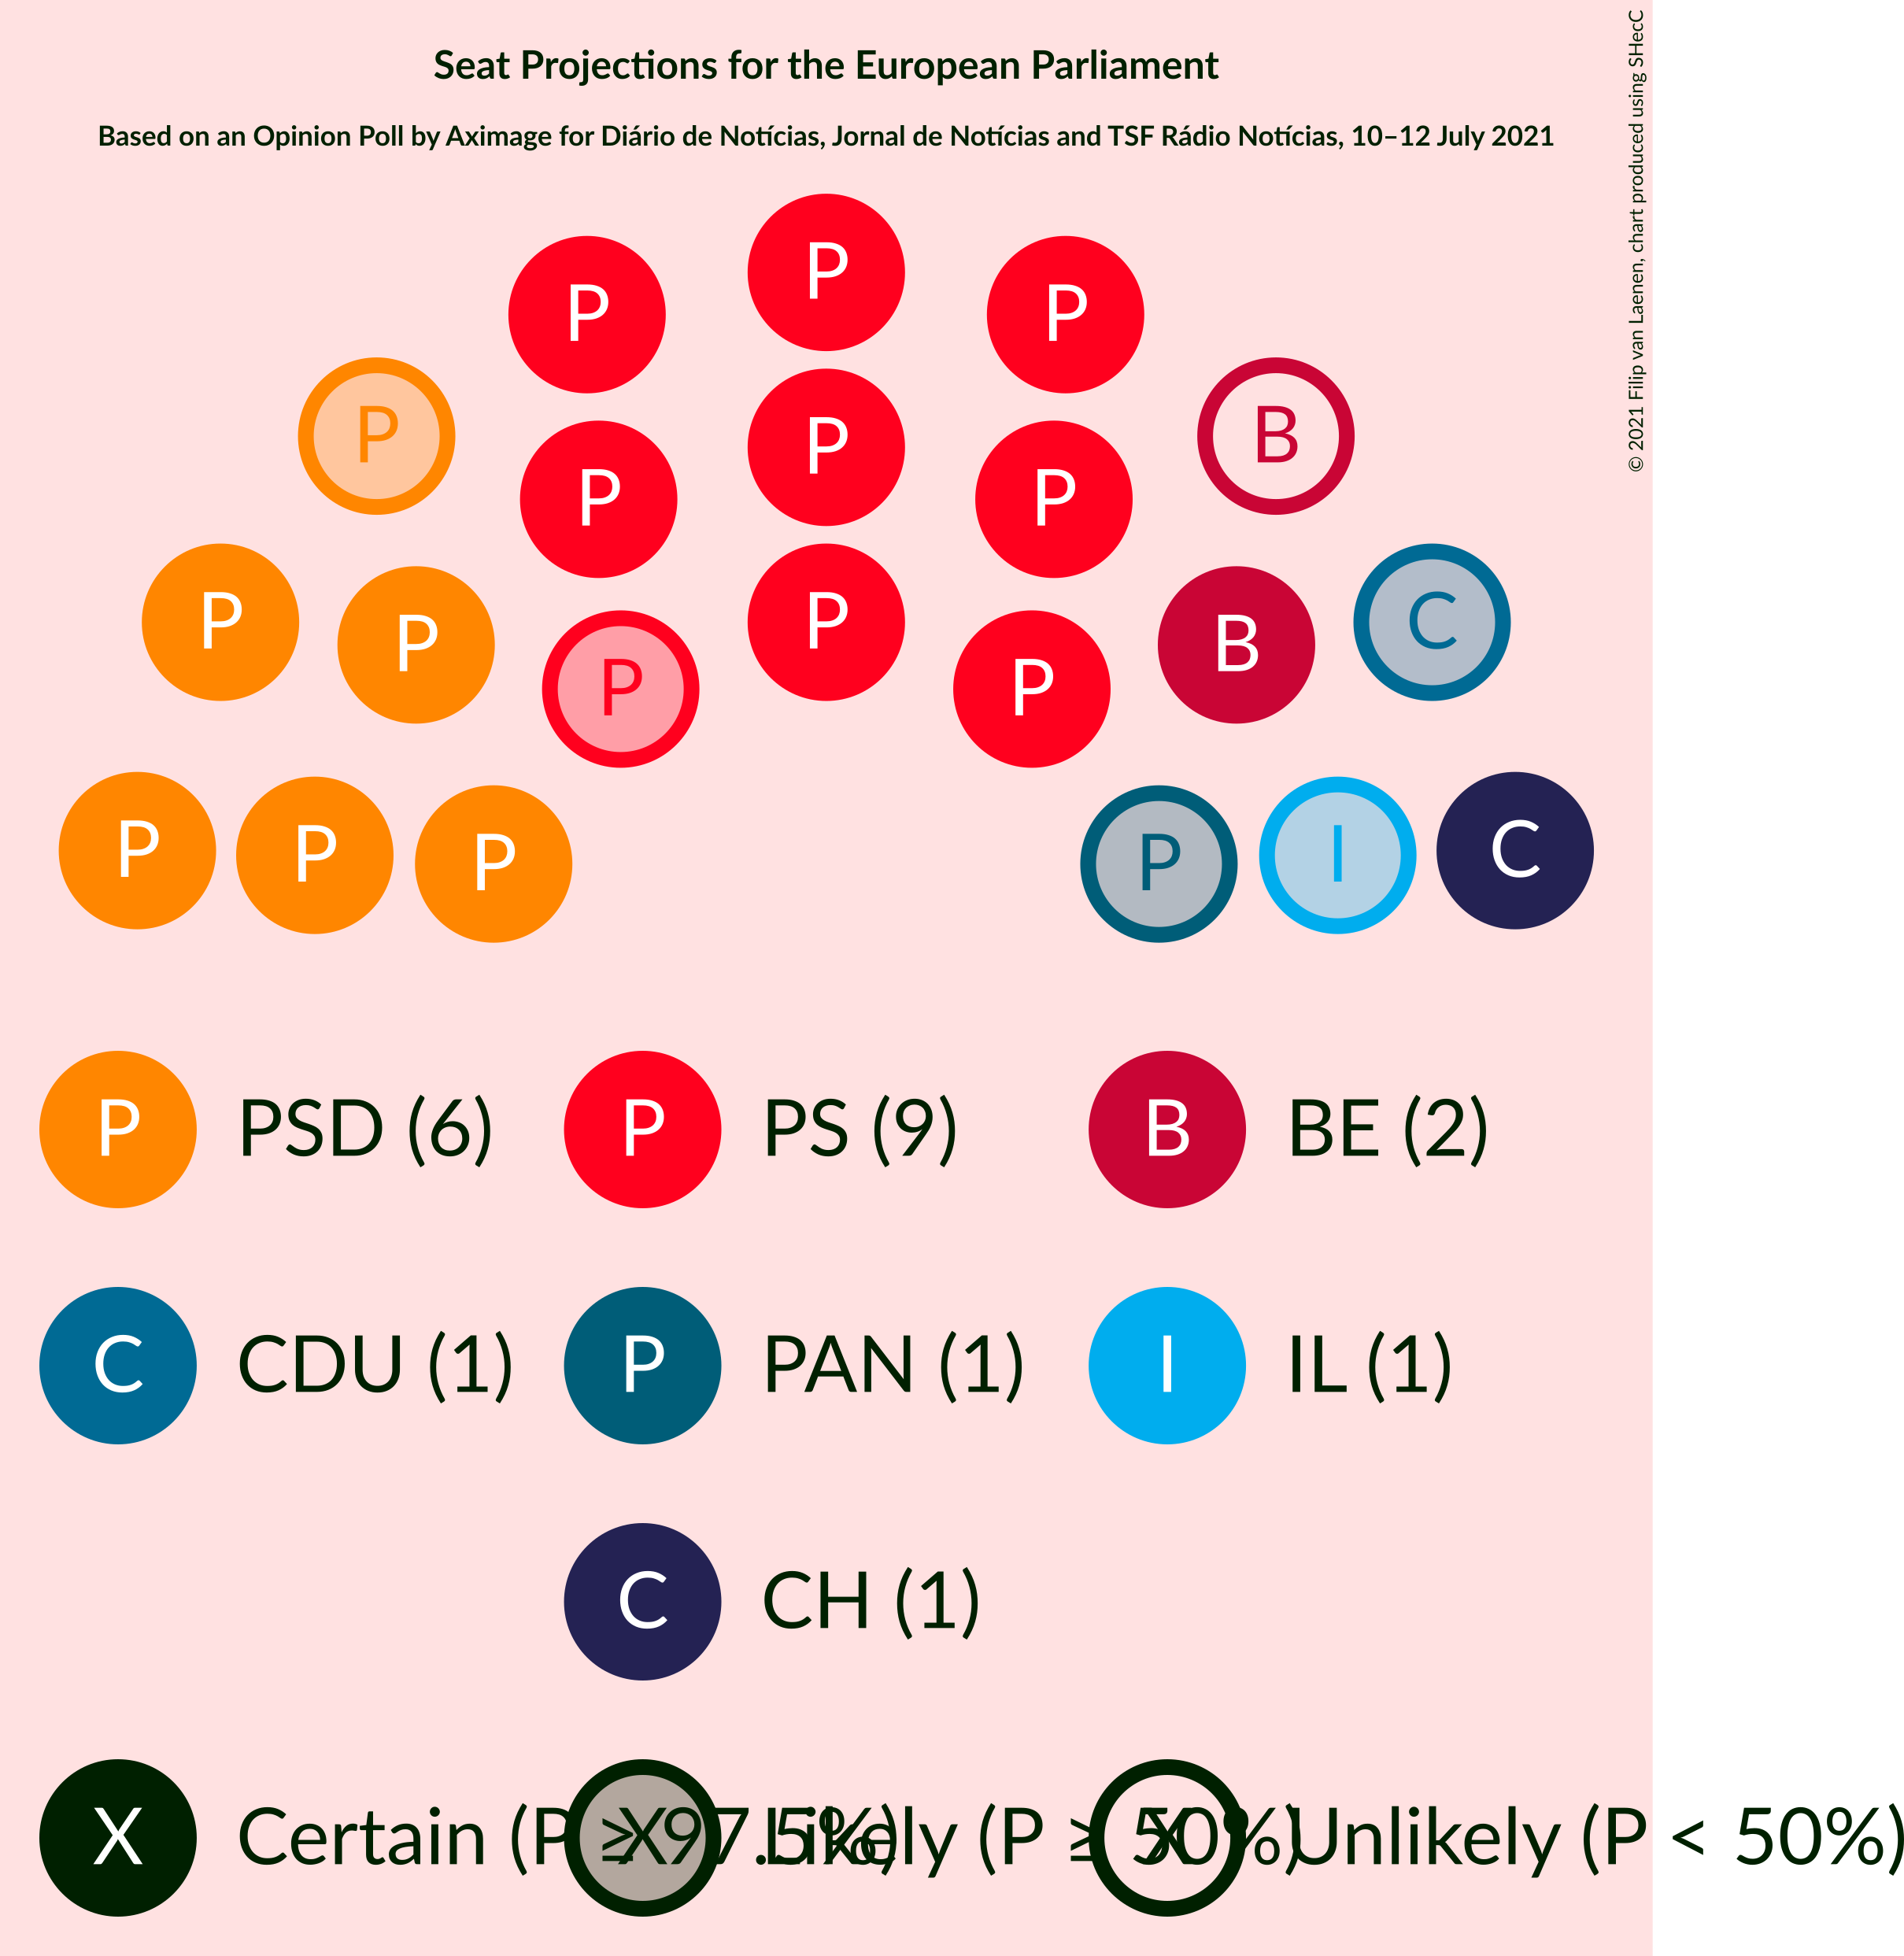 Seat Projections for the European Parliament
Based on an Opinion Poll by Aximage for Diário de Notícias, Jornal de Notícias and TSF Rádio Notícias, 10–12 July 2021
© 2021 Filip van Laenen, chart produced using SHecC
P
P P
P B
P
P P
P P C
P P B
P P
P P P P I C
P PSD (6) P PS (9) B BE (2)
C CDU (1) P PAN (1) I IL (1)
C CH (1)
X Certain (P ≥ 97.5%) X Likely (P ≥ 50%) X Unlikely (P < 50%)